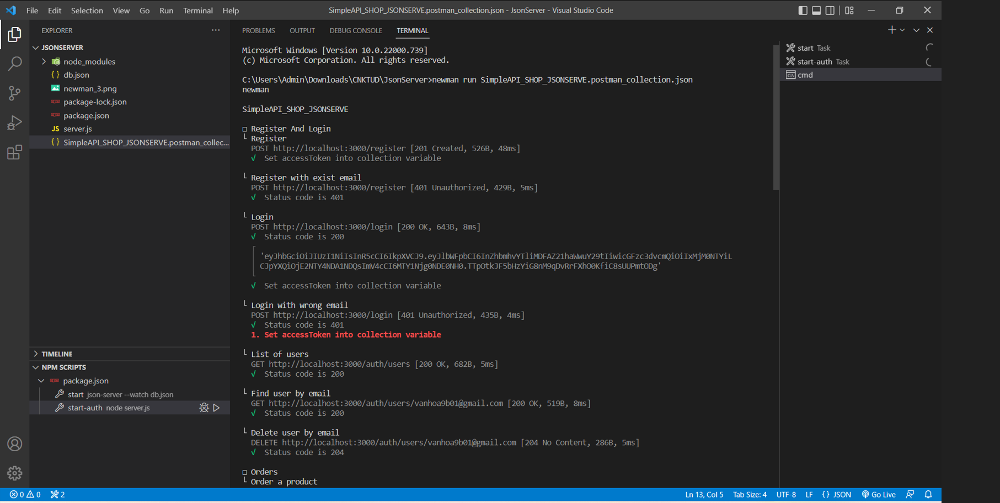 File Edit Selection View Go Run Terminal Help
SimpleAPI_SHOP_JSONSERVE.postman_collection.json - JsonServer - Visual Studio Code
EXPLORER
JSONSERVER
node_modules
{ } db.json
newman_3.png
package-lock.json
package.json
JS server.js
{ } SimpleAPI_SHOP_JSONSERVE.postman_collec...
TIMELINE
NPM SCRIPTS
package.json
start json-server --watch db.json
start-auth node server.js
PROBLEMS OUTPUT DEBUG CONSOLE TERMINAL
Microsoft Windows [Version 10.0.22000.739]
(c) Microsoft Corporation. All rights reserved.
C:\Users\Admin\Downloads\CNKTUD\JsonServer>newman run SimpleAPI_SHOP_JSONSERVE.postman_collection.json
newman
SimpleAPI_SHOP_JSONSERVE
□ Register And Login
└ Register
POST http://localhost:3000/register [201 Created, 526B, 48ms]
√ Set accessToken into collection variable
└ Register with exist email
POST http://localhost:3000/register [401 Unauthorized, 429B, 5ms]
√ Status code is 401
└ Login
POST http://localhost:3000/login [200 OK, 643B, 8ms]
√ Status code is 200
'eyJhbGciOiJIUzI1NiIsInR5cCI6IkpXVCJ9.eyJlbWFpbCI6InZhbmhvYTliMDFAZ21haWwuY29tIiwicGFzc3dvcmQiOiIxMjM0NTYiL
CJpYXQiOjE2NTY4NDA1NDQsImV4cCI6MTY1Njg0NDE0NH0.TTpOtkJF5bHzYiG8nM9qDvRrFXhO0KfiC8sUUPmtODg'
√ Set accessToken into collection variable
└ Login with wrong email
POST http://localhost:3000/login [401 Unauthorized, 435B, 4ms]
√ Status code is 401
1. Set accessToken into collection variable
└ List of users
GET http://localhost:3000/auth/users [200 OK, 682B, 5ms]
√ Status code is 200
└ Find user by email
GET http://localhost:3000/auth/users/vanhoa9b01@gmail.com [200 OK, 519B, 8ms]
√ Status code is 200
└ Delete user by email
DELETE http://localhost:3000/auth/users/vanhoa9b01@gmail.com [204 No Content, 286B, 5ms]
√ Status code is 204
□ Orders
└ Order a product
start Task
start-auth Task
cmd
0 0 2
Ln 13, Col 5 Tab Size: 4 UTF-8 LF { } JSON Go Live